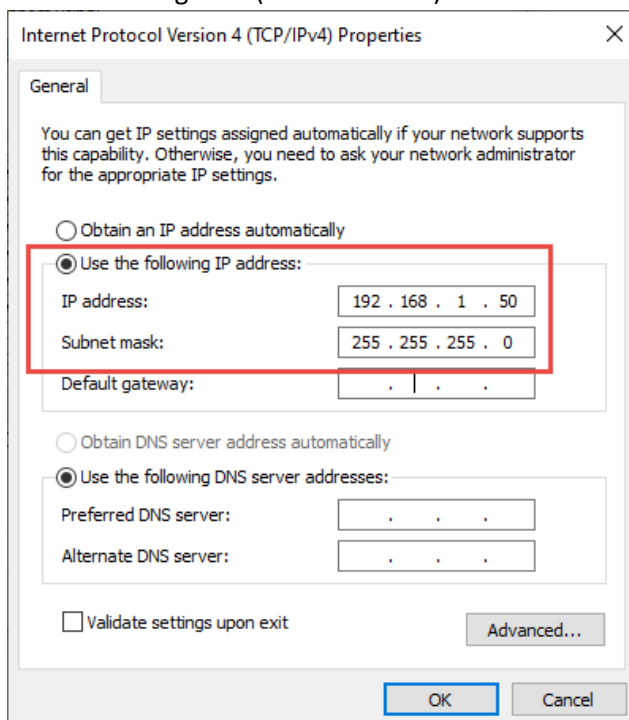 Internet Protocol Version 4 (TCP/IPv4) Properties
General
You can get IP settings assigned automatically if your network supports
this capability. Otherwise, you need to ask your network administrator
for the appropriate IP settings.
Obtain an IP address automatically
Use the following IP address:
IP address: 192 . 168 . 1 . 50
Subnet mask: 255 . 255 . 255 . 0
Default gateway: . . .
Obtain DNS server address automatically
Use the following DNS server addresses:
Preferred DNS server: . . .
Alternate DNS server: . . .
Validate settings upon exit
Advanced...
OK Cancel